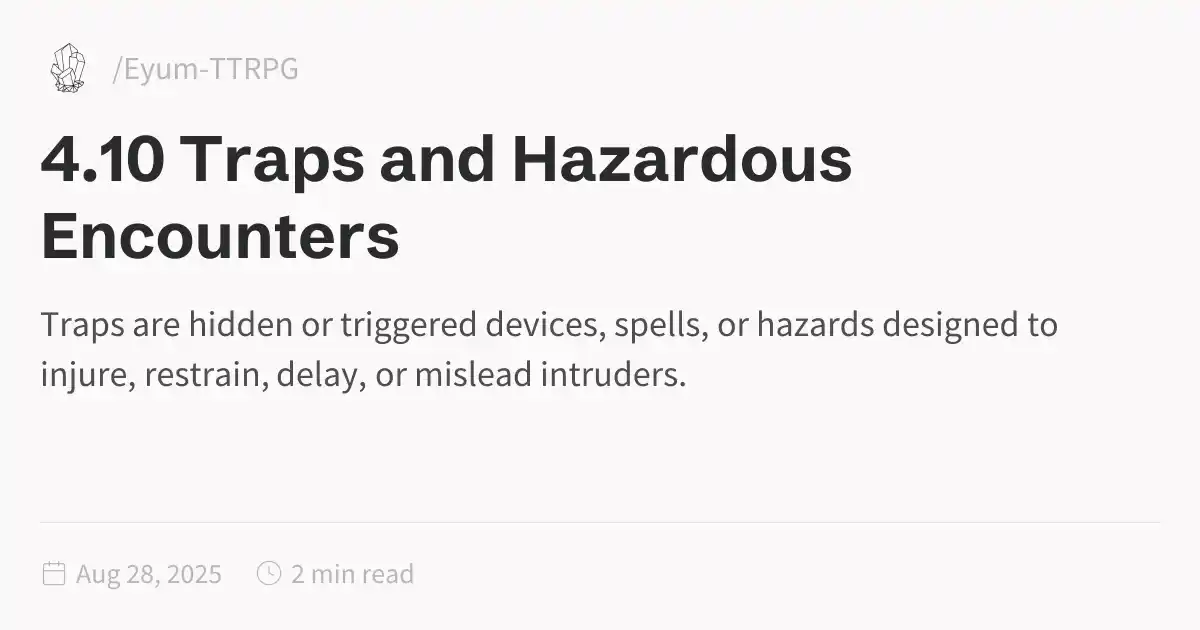 /Eyum-TTRPG
4.10 Traps and Hazardous
Encounters
Traps are hidden or triggered devices, spells, or hazards designed to
injure, restrain, delay, or mislead intruders.
Aug 28, 2025 2 min read